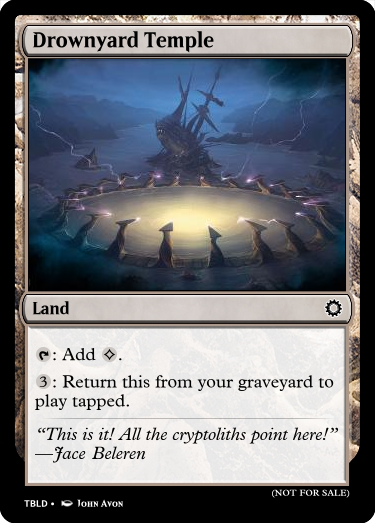 Drownyard Temple
Land
: Add .
3: Return this from your graveyard to
play tapped.
“This is it! All the cryptoliths point here!”
—Jace Beleren
(NOT FOR SALE)
TBLD • John Avon